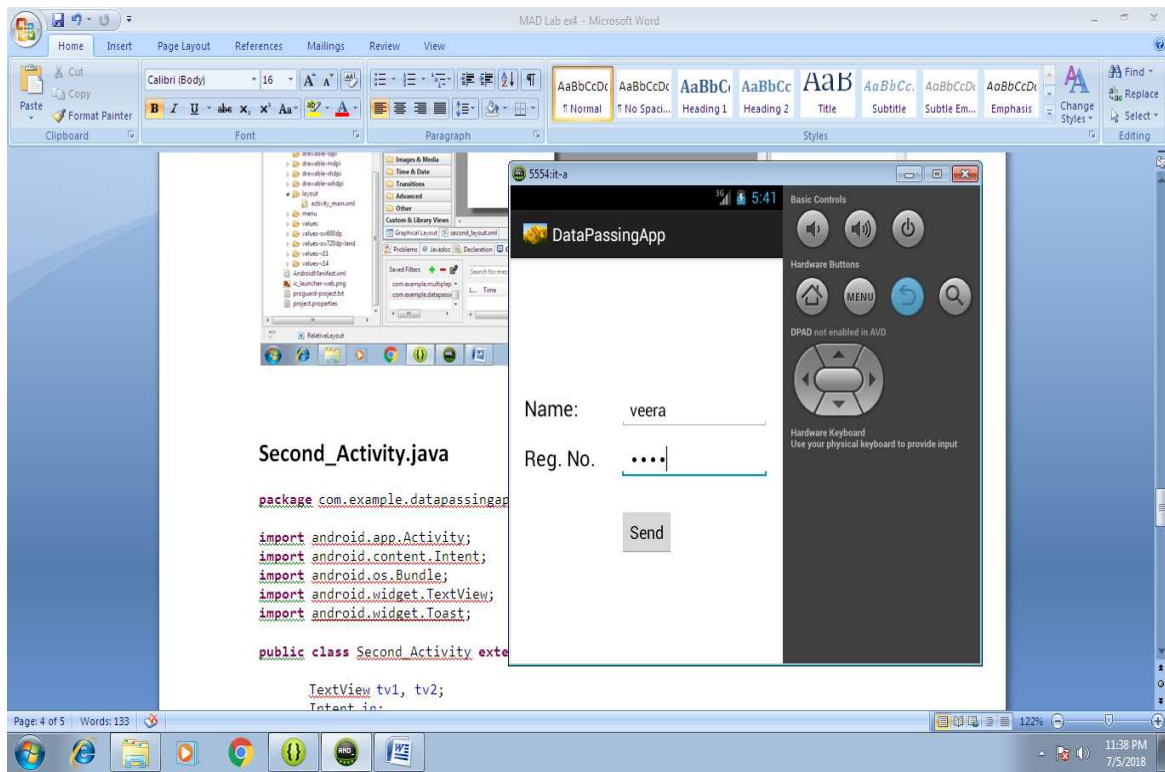 MAD Lab ex4 - Microsoft Word
Home Insert Page Layout References Mailings Review View
Cut
Copy
Format Painter
Paste
Clipboard
Calibri (Body) 16
Font
Paragraph
AaBbCcDc AaBbCcDc AaBbC AaBbCc AaB AaBbCc. AaBbCcDi AaBbCcDi
¶ Normal ¶ No Spaci... Heading 1 Heading 2 Title Subtitle Subtle Em... Emphasis
Change Styles
Styles
Find
Replace
Select
Editing
drawable-mdpi
drawable-xhdpi
drawable-xxhdpi
layout
activity_main.xml
menu
values
values-sw600dp
values-sw720dp-land
values-v11
values-v14
AndroidManifest.xml
ic_launcher-web.png
proguard-project.txt
project.properties
RelativeLayout
Images & Media
Time & Date
Transitions
Advanced
Other
Custom & Library Views
Graphical Layout second_layout.xml
Problems Javadoc Declaration
Saved Filters
Search for
com.example.multiplep
com.example.datapassi
L... Time
Second_Activity.java
package com.example.datapassingap
import android.app.Activity;
import android.content.Intent;
import android.os.Bundle;
import android.widget.TextView;
import android.widget.Toast;
public class Second_Activity exte
TextView tv1, tv2;
Intent in;
5554:it-a
3G 5:41
DataPassingApp
Name: veera
Reg. No. ••••
Send
Basic Controls
Hardware Buttons
MENU
DPAD not enabled in AVD
Hardware Keyboard
Use your physical keyboard to provide input
Page: 4 of 5 Words: 133
122%
11:38 PM
7/5/2018